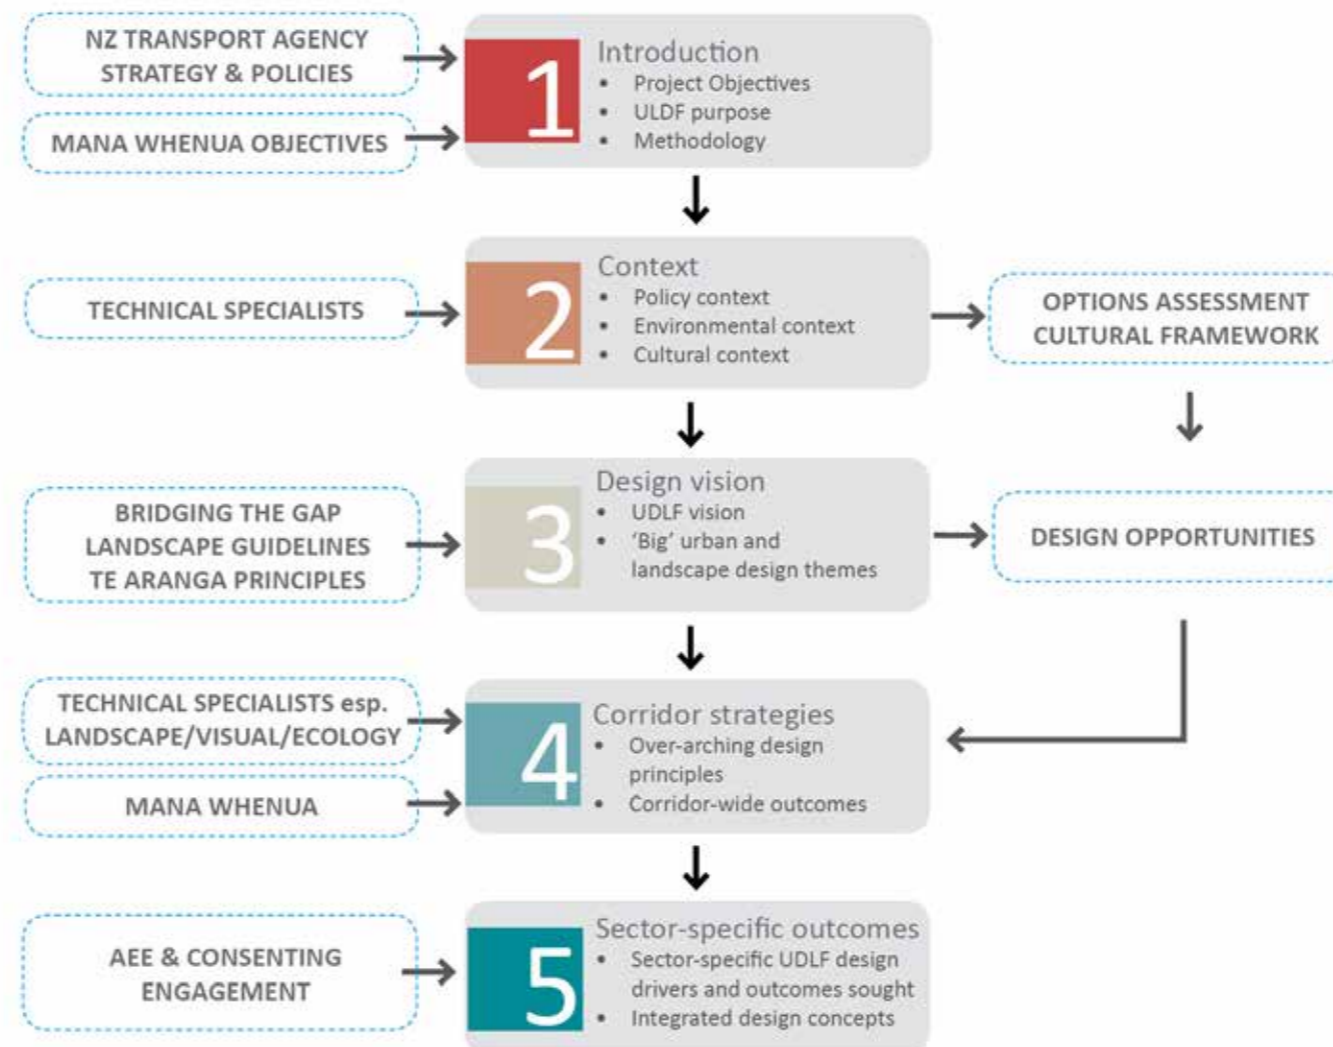 NZ TRANSPORT AGENCY
STRATEGY & POLICIES
MANA WHENUA OBJECTIVES
1
Introduction
• Project Objectives
• ULDF purpose
• Methodology
TECHNICAL SPECIALISTS
2
Context
• Policy context
• Environmental context
• Cultural context
OPTIONS ASSESSMENT
CULTURAL FRAMEWORK
BRIDGING THE GAP
LANDSCAPE GUIDELINES
TE ARANGA PRINCIPLES
3
Design vision
• UDLF vision
• ‘Big’ urban and
landscape design themes
DESIGN OPPORTUNITIES
TECHNICAL SPECIALISTS esp.
LANDSCAPE/VISUAL/ECOLOGY
MANA WHENUA
4
Corridor strategies
• Over-arching design
principles
• Corridor-wide outcomes
AEE & CONSENTING
ENGAGEMENT
5
Sector-specific outcomes
• Sector-specific UDLF design
drivers and outcomes sought
• Integrated design concepts